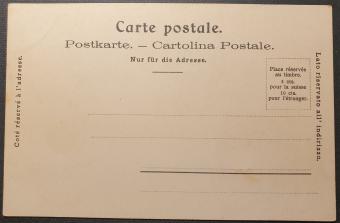 Carte postale.
Postkarte. – Cartolina Postale.
Nur für die Adresse.
Place réservée
au timbre.
5 cts.
pour la suisse
10 cts.
pour l'étranger.
Coté réservé à l'adresse.
Lato riservato all' indirizzo.